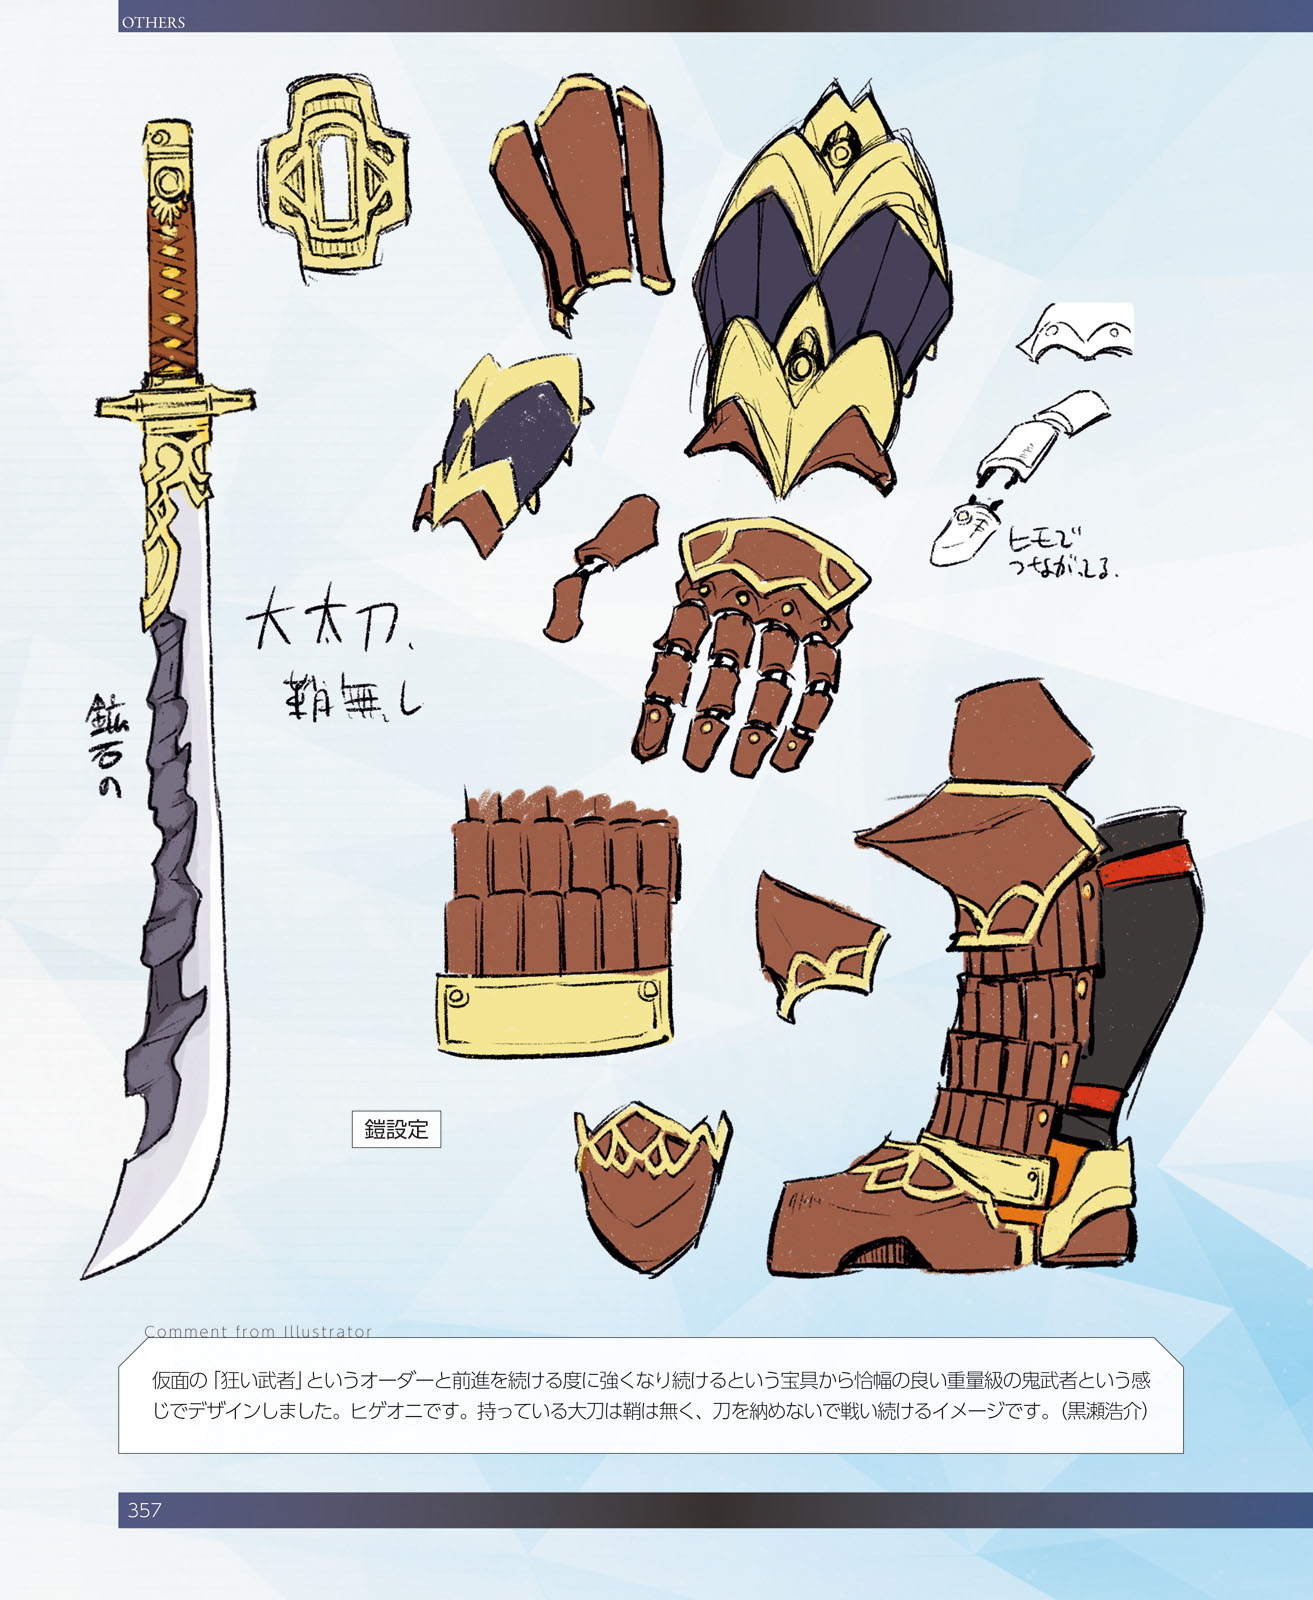 OTHERS
ヒモで
つながってる.
大太刀、
鞘無し
鉱石の
鎧設定
Comment from Illustrator
仮面の「狂い武者」というオーダーと前進を続ける度に強くなり続けるという宝具から恰幅の良い重量級の鬼武者という感
じでデザインしました。ヒゲオニです。持っている大刀は鞘は無く、刀を納めないで戦い続けるイメージです。（黒瀬浩介）
357